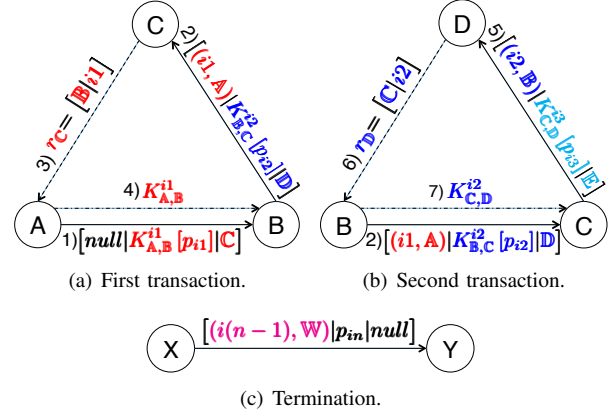 C
2) [(i1, 𝔸)|K^{i2}_{𝔹,ℂ} [p_{i2}]|𝔻]
3) r_ℂ = [𝔹|i1]
4) K^{i1}_{𝔸,𝔹}
A
B
1) [null|K^{i1}_{𝔸,𝔹} [p_{i1}]|ℂ]
(a) First transaction.
D
5) [(i2, 𝔹)|K^{i3}_{ℂ,𝔻} [p_{i3}]|𝔼]
6) r_𝔻 = [ℂ|i2]
7) K^{i2}_{ℂ,𝔻}
B
C
2) [(i1, 𝔸)|K^{i2}_{𝔹,ℂ} [p_{i2}]|𝔻]
(b) Second transaction.
[(i(n − 1), 𝕎)|p_{in}|null]
X
Y
(c) Termination.